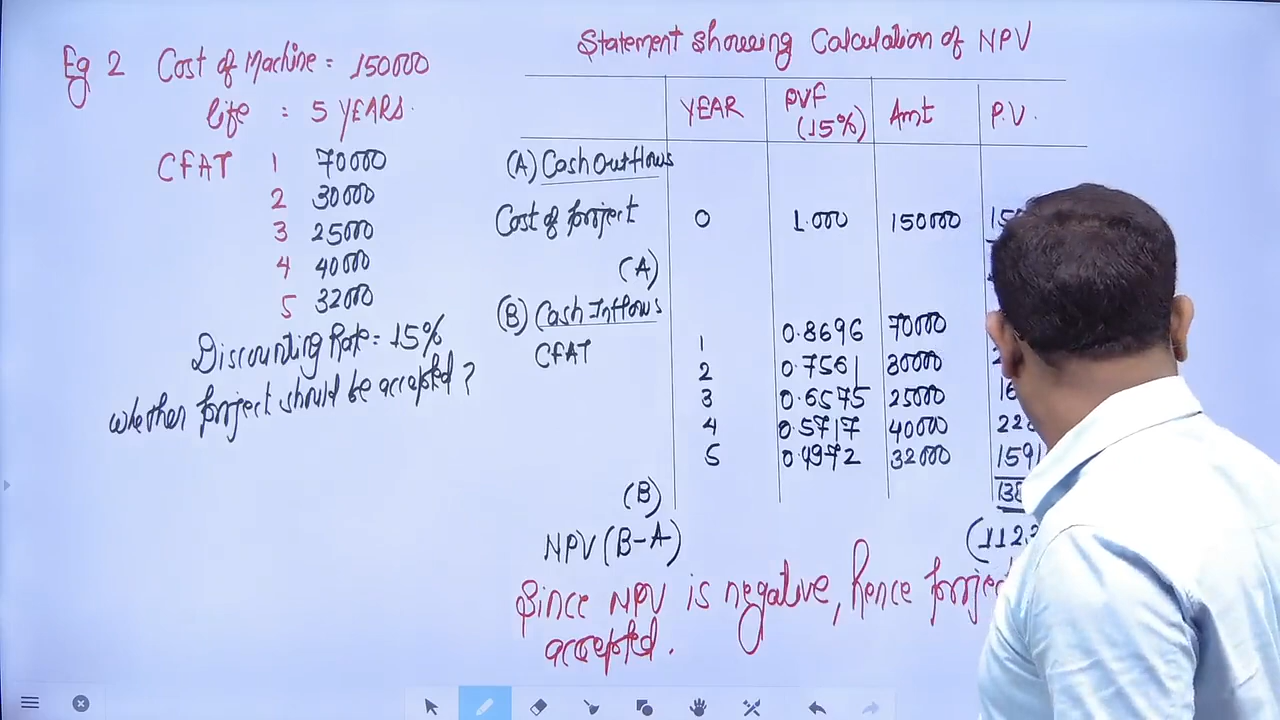 Eg 2 Cost of Machine = 150000
life : 5 YEARS.
CFAT 1 70000
2 30000
3 25000
4 40000
5 32000
Discounting Rate = 15%
whether project should be accepted?
Statement Showing Calculation of NPV
YEAR PVF (15%) Amt P.V.
(A) Cash Outflows
Cost of project 0 1.000 150000
(A)
(B) Cash Inflows
CFAT 1 0.8696 70000
2 0.7561 30000
3 0.6575 25000
4 0.5717 40000
5 0.4972 32000
(B)
NPV (B-A)
Since NPV is negative, hence
accepted.